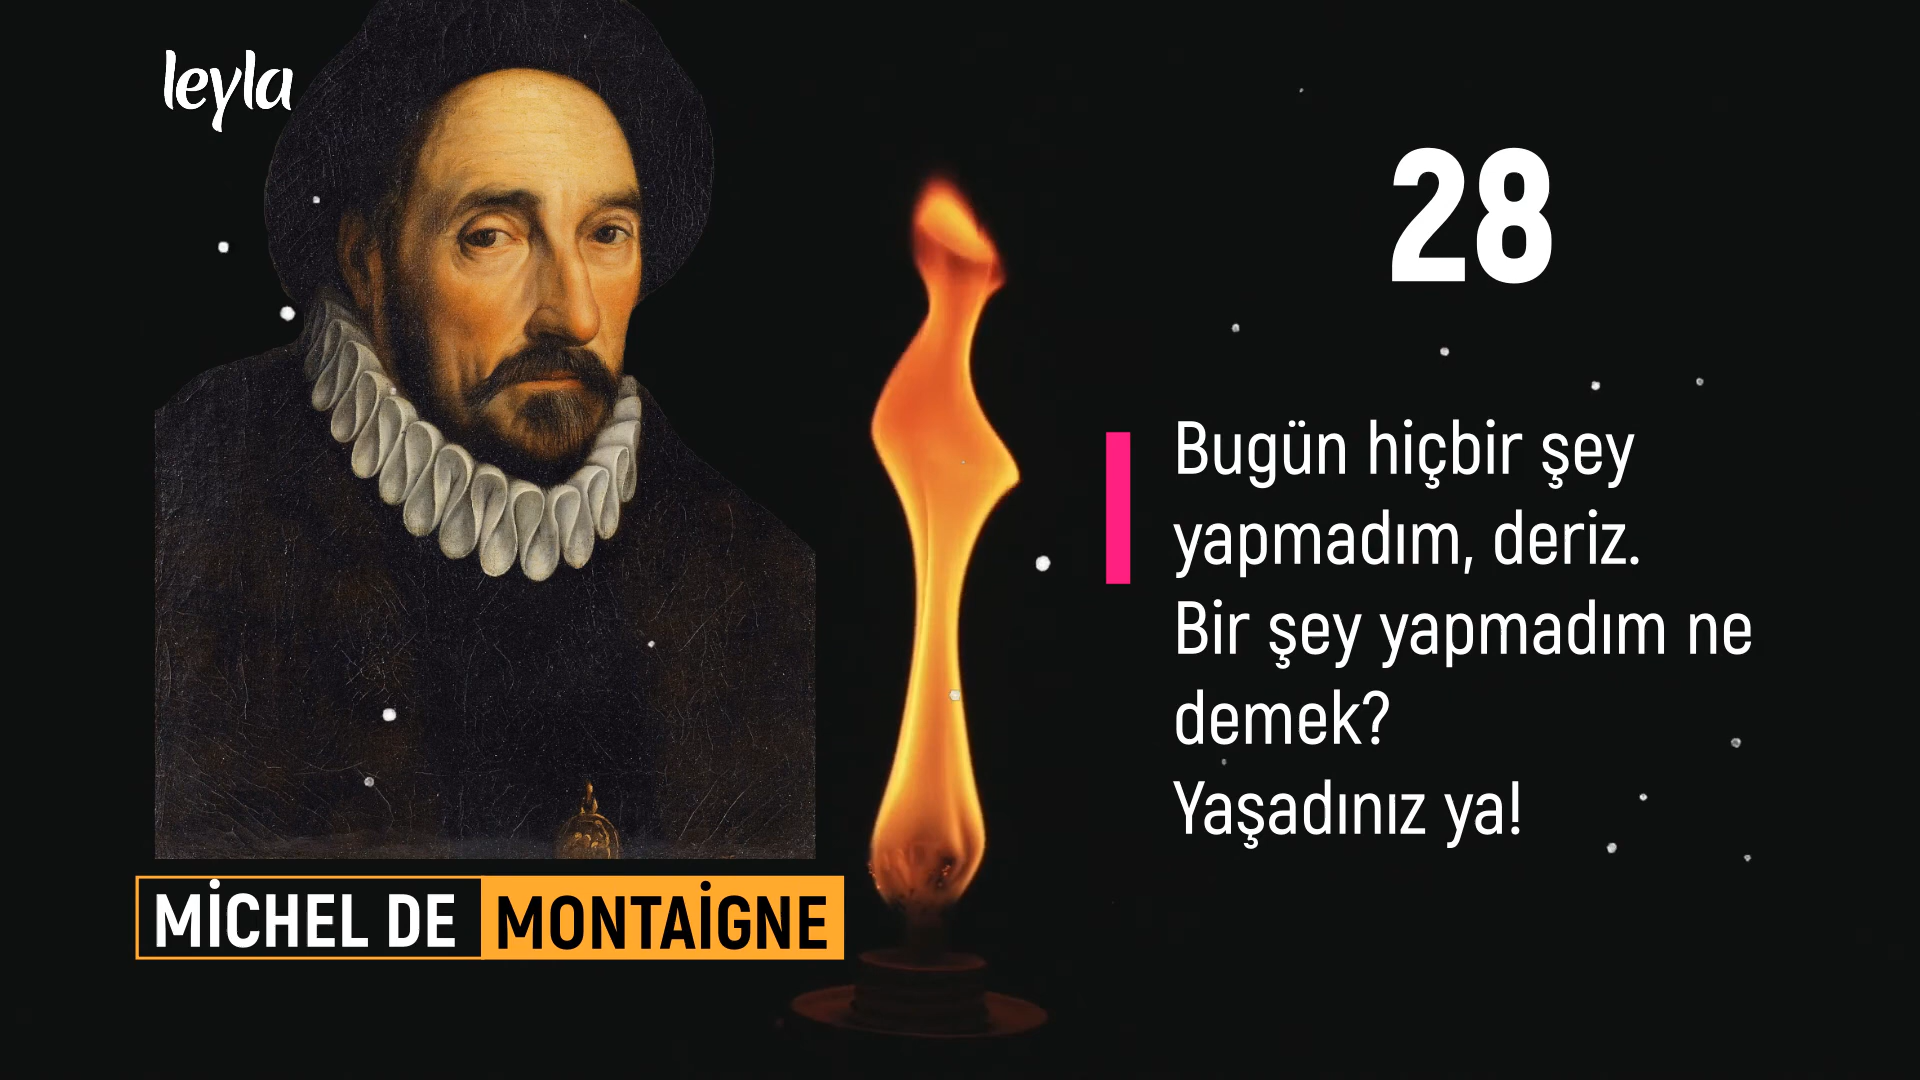 leyla
28
Bugün hiçbir şey
yapmadım, deriz.
Bir şey yapmadım ne
demek?
Yaşadınız ya!
MİCHEL DE MONTAİGNE